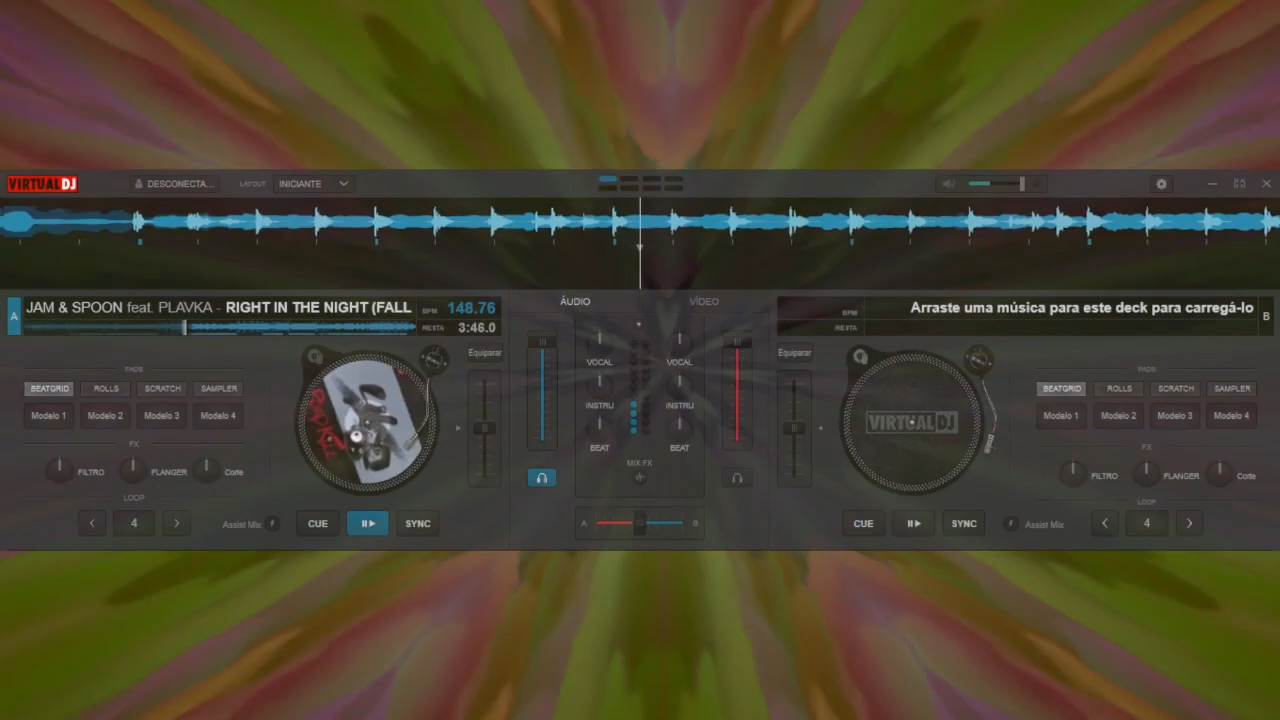 VIRTUAL DJ
DESCONECTA...
LAYOUT
INICIANTE
A
JAM & SPOON feat. PLAVKA - RIGHT IN THE NIGHT (FALL
BPM 148.76
RESTA 3:46.0
ÁUDIO
VÍDEO
BPM
RESTA
Arraste uma música para este deck para carregá-lo
B
PADS
BEATGRID ROLLS SCRATCH SAMPLER
Modelo 1 Modelo 2 Modelo 3 Modelo 4
FX
FILTRO FLANGER Corte
LOOP
4
Assist Mix
CUE
SYNC
Equiparar
VOCAL VOCAL
INSTRU INSTRU
BEAT BEAT
MIX FX
A B
Equiparar
VIRTUAL DJ
PADS
BEATGRID ROLLS SCRATCH SAMPLER
Modelo 1 Modelo 2 Modelo 3 Modelo 4
FX
FILTRO FLANGER Corte
LOOP
CUE
SYNC
Assist Mix
4